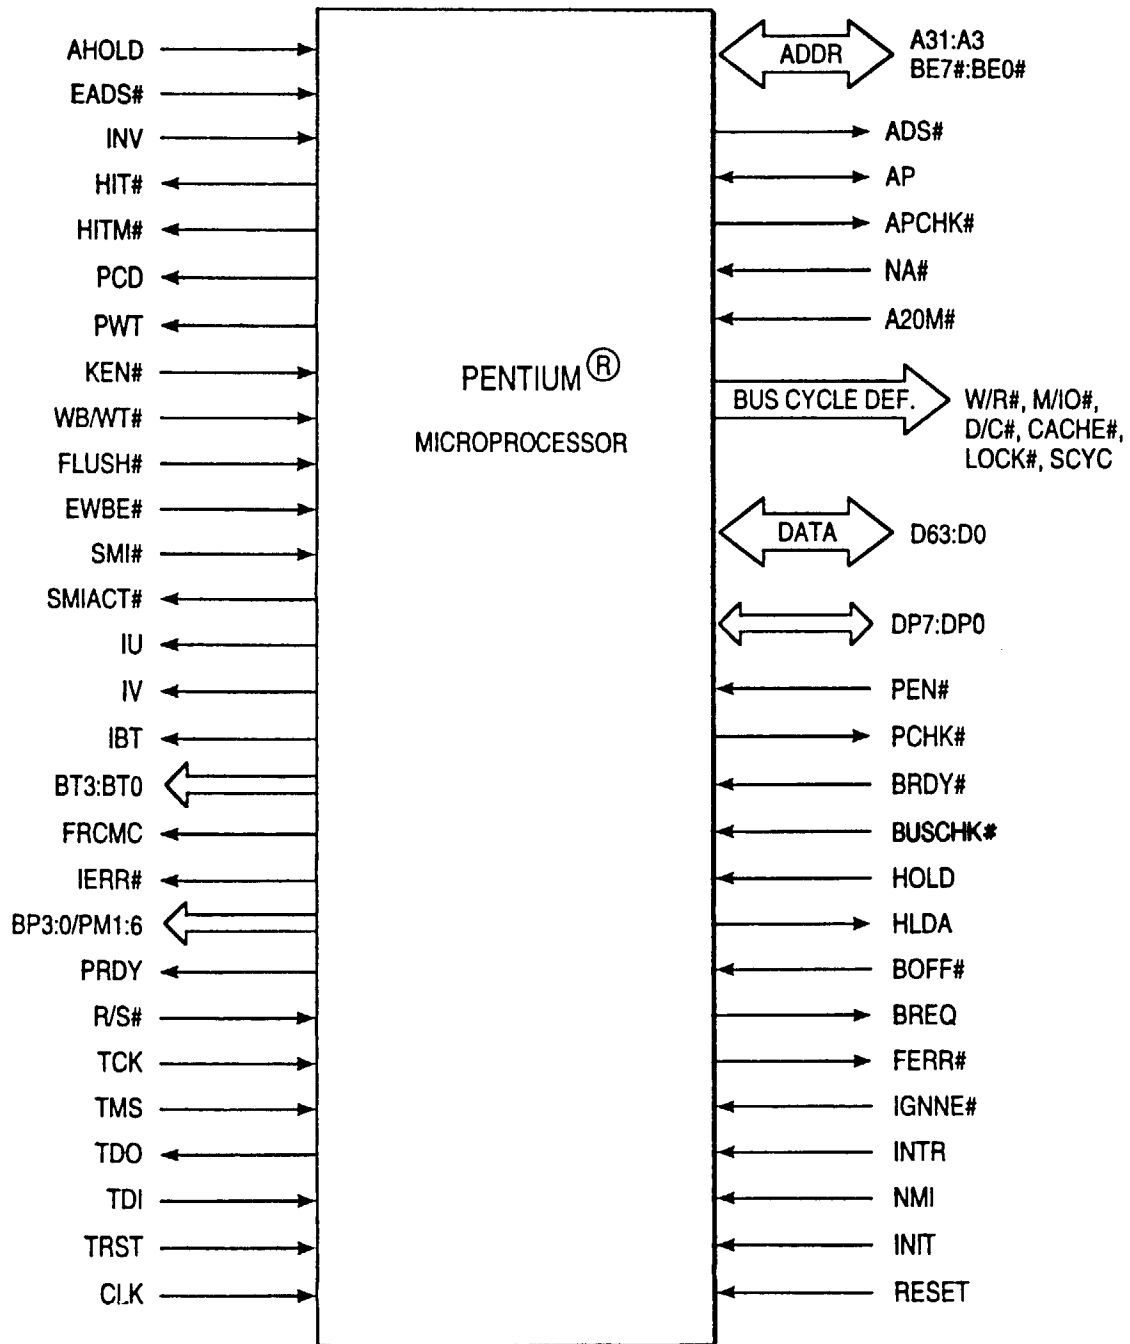 AHOLD
EADS#
INV
HIT#
HITM#
PCD
PWT
KEN#
WB/WT#
FLUSH#
EWBE#
SMI#
SMIACT#
IU
IV
IBT
BT3:BT0
FRCMC
IERR#
BP3:0/PM1:6
PRDY
R/S#
TCK
TMS
TDO
TDI
TRST
CLK
PENTIUM®
MICROPROCESSOR
ADDR
A31:A3
BE7#:BE0#
ADS#
AP
APCHK#
NA#
A20M#
BUS CYCLE DEF.
W/R#, M/IO#,
D/C#, CACHE#,
LOCK#, SCYC
DATA
D63:D0
DP7:DP0
PEN#
PCHK#
BRDY#
BUSCHK#
HOLD
HLDA
BOFF#
BREQ
FERR#
IGNNE#
INTR
NMI
INIT
RESET